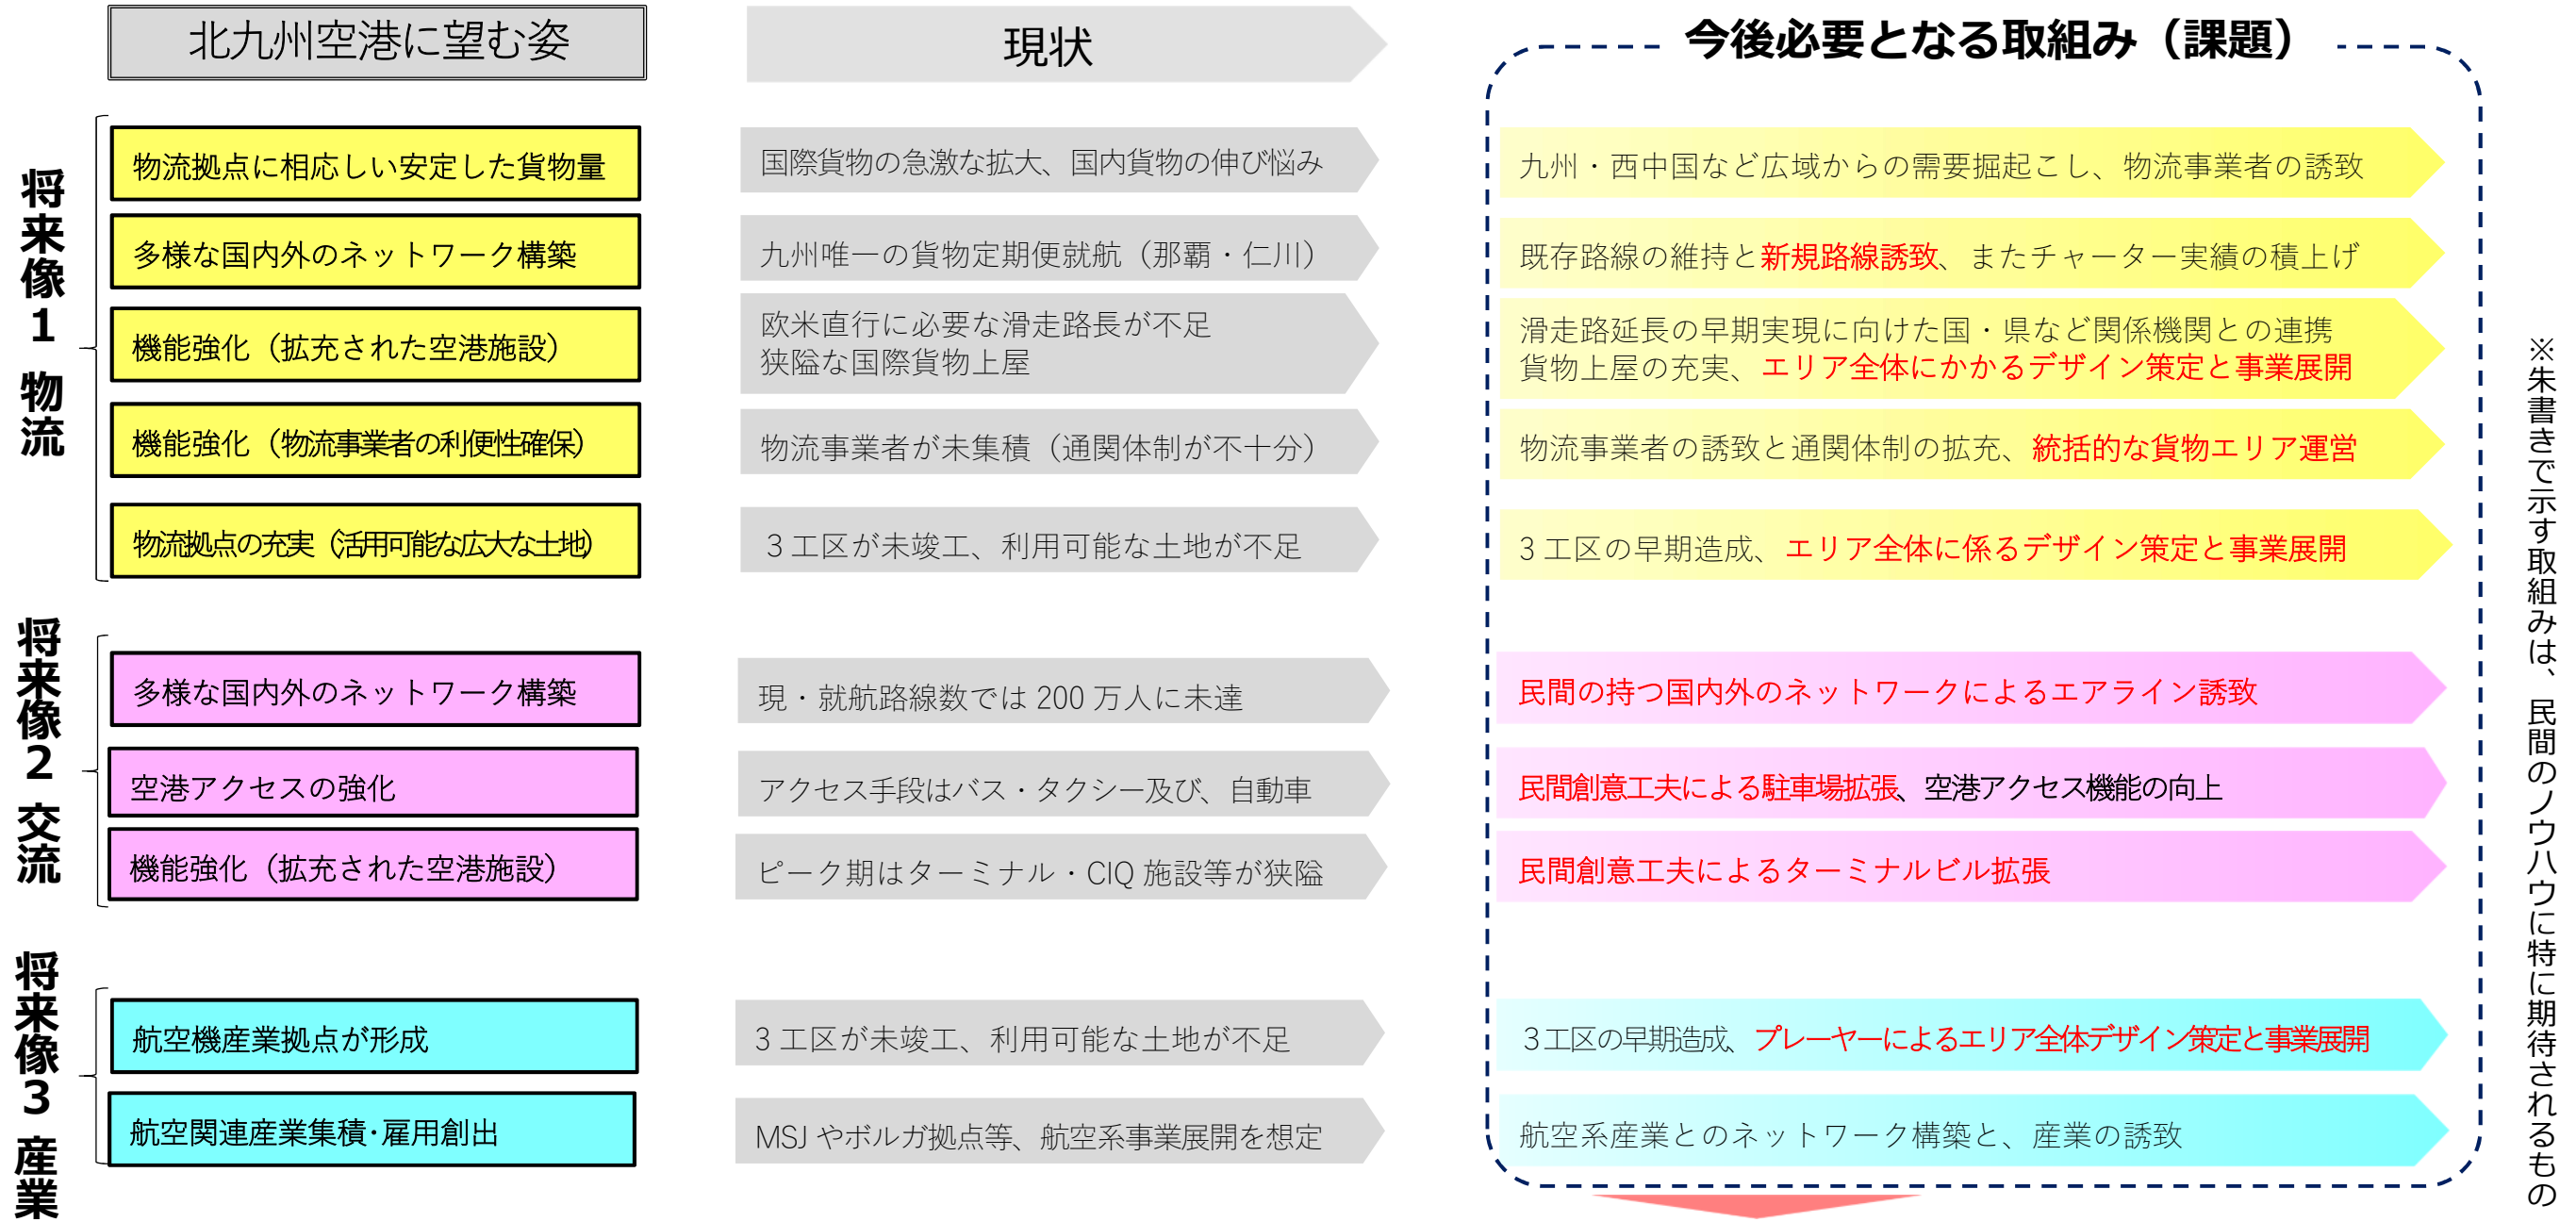 北九州空港に望む姿
現状
今後必要となる取組み（課題）
将来像１ 物流
物流拠点に相応しい安定した貨物量
国際貨物の急激な拡大、国内貨物の伸び悩み
九州・西中国など広域からの需要掘起こし、物流事業者の誘致
多様な国内外のネットワーク構築
九州唯一の貨物定期便就航（那覇・仁川）
既存路線の維持と新規路線誘致、またチャーター実績の積上げ
機能強化（拡充された空港施設）
欧米直行に必要な滑走路長が不足
狭隘な国際貨物上屋
滑走路延長の早期実現に向けた国・県など関係機関との連携
貨物上屋の充実、エリア全体にかかるデザイン策定と事業展開
機能強化（物流事業者の利便性確保）
物流事業者が未集積（通関体制が不十分）
物流事業者の誘致と通関体制の拡充、統括的な貨物エリア運営
物流拠点の充実（活用可能な広大な土地）
３工区が未竣工、利用可能な土地が不足
3 工区の早期造成、エリア全体に係るデザイン策定と事業展開
将来像２ 交流
多様な国内外のネットワーク構築
現・就航路線数では 200 万人に未達
民間の持つ国内外のネットワークによるエアライン誘致
空港アクセスの強化
アクセス手段はバス・タクシー及び、自動車
民間創意工夫による駐車場拡張、空港アクセス機能の向上
機能強化（拡充された空港施設）
ピーク期はターミナル・CIQ 施設等が狭隘
民間創意工夫によるターミナルビル拡張
将来像３ 産業
航空機産業拠点が形成
3 工区が未竣工、利用可能な土地が不足
３工区の早期造成、プレーヤーによるエリア全体デザイン策定と事業展開
航空関連産業集積・雇用創出
MSJ やボルガ拠点等、航空系事業展開を想定
航空系産業とのネットワーク構築と、産業の誘致
※朱書きで示す取組みは、民間のノウハウに特に期待されるもの